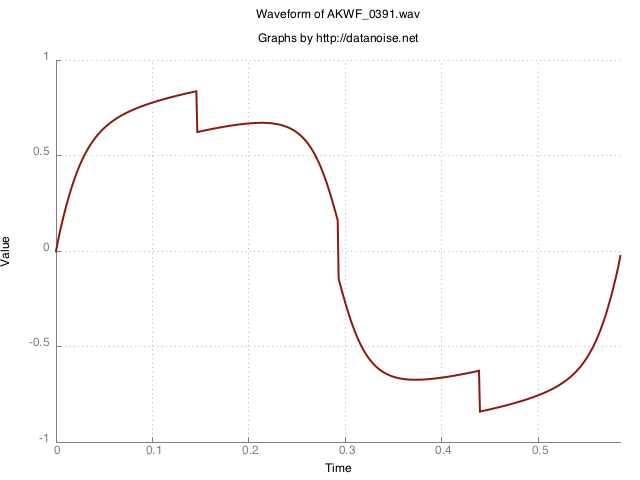 Waveform of AKWF_0391.wav
Graphs by http://datanoise.net
1
0.5
0
-0.5
-1
Value
0 0.1 0.2 0.3 0.4 0.5
Time